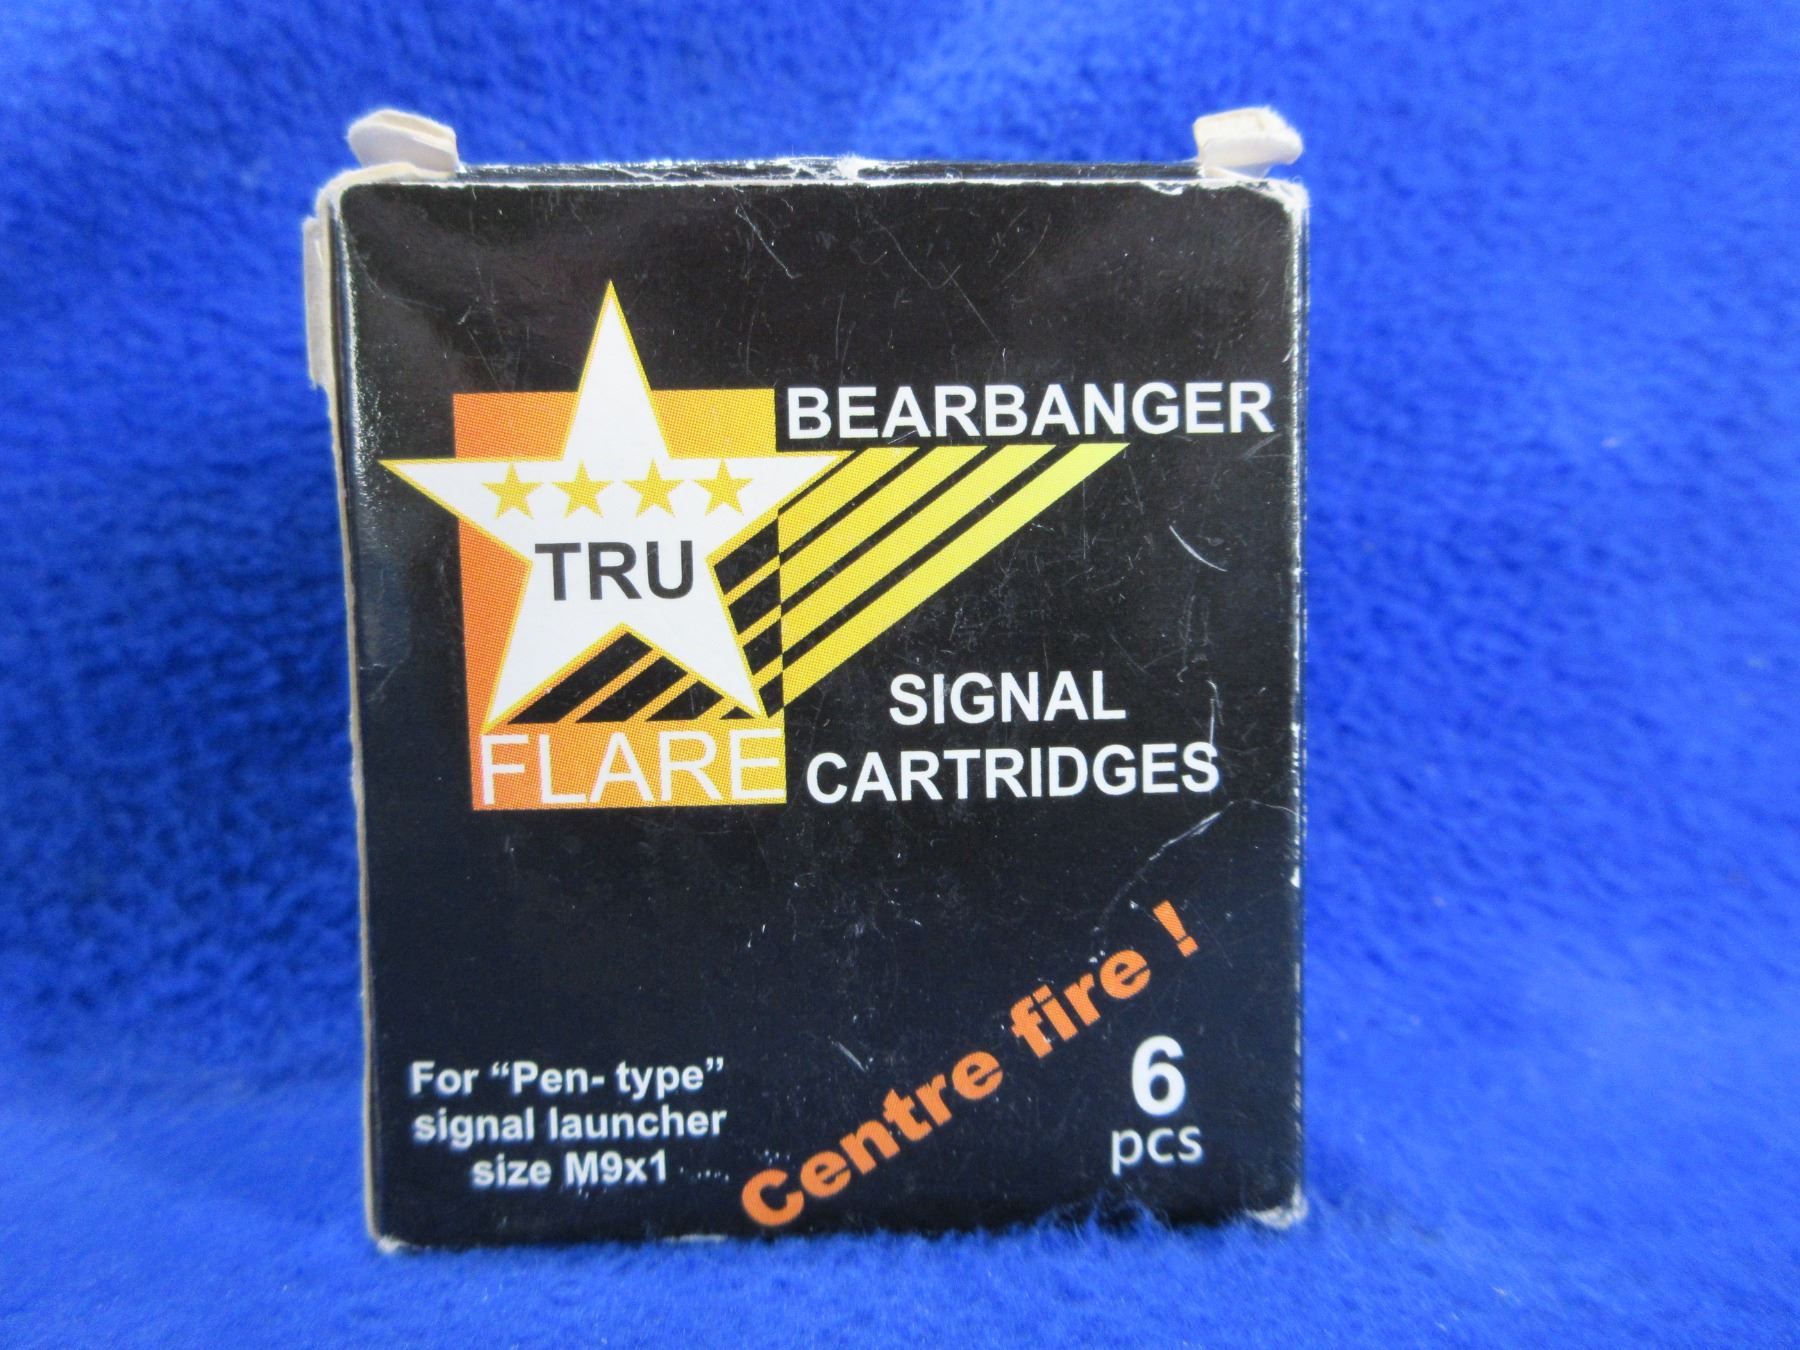 BEARBANGER
TRU
FLARE
SIGNAL
CARTRIDGES
Centre fire !
For “Pen- type”
signal launcher
size M9x1
6
pcs